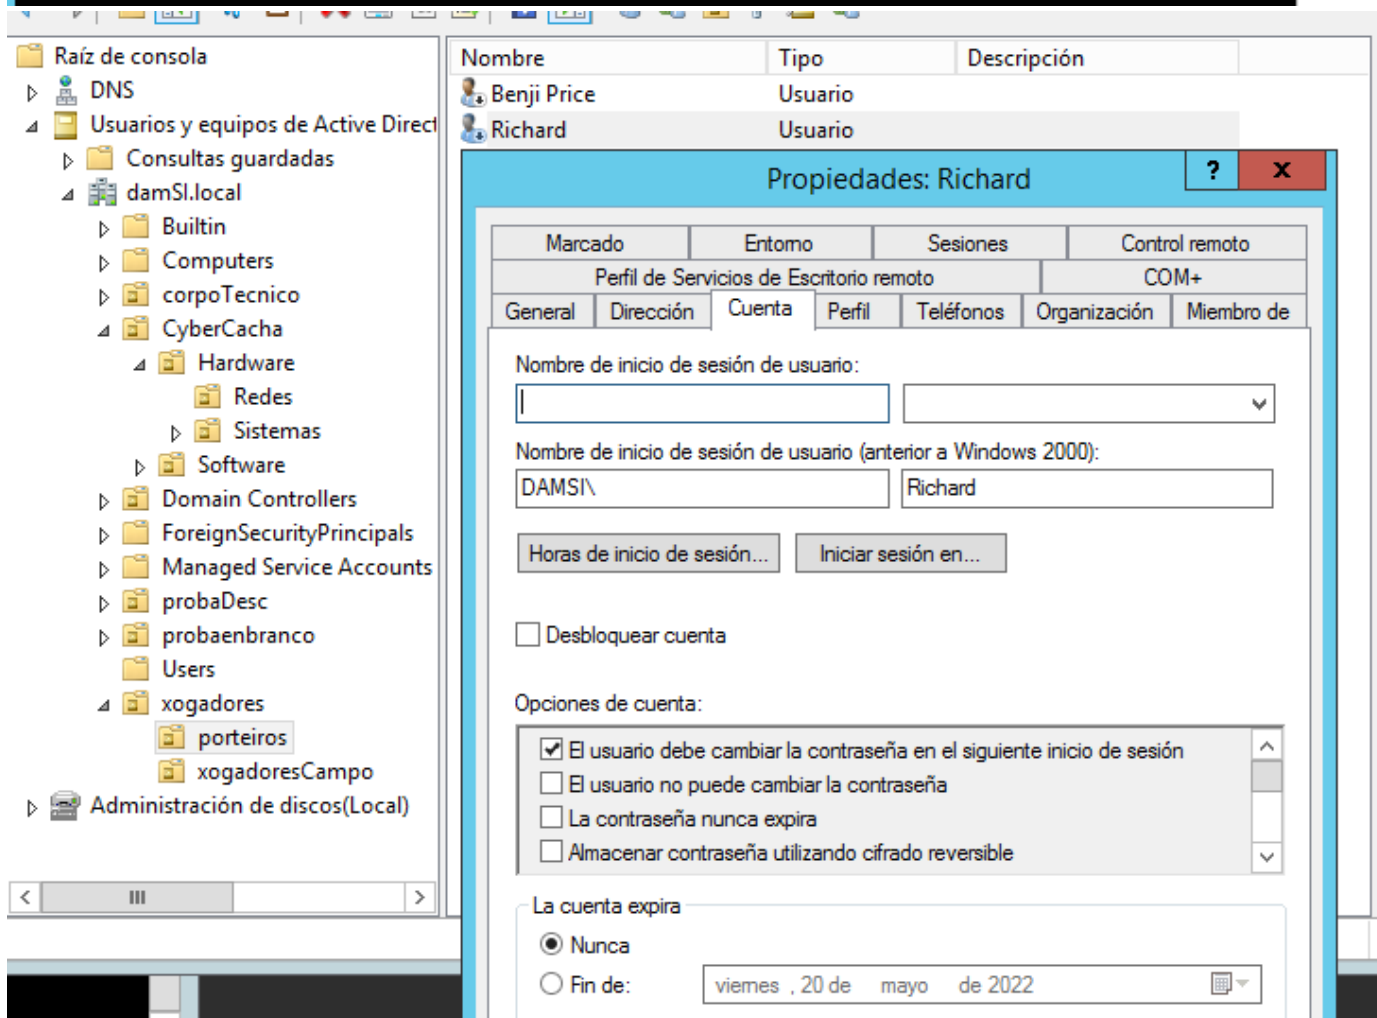 Raíz de consola
DNS
Usuarios y equipos de Active Direct
Consultas guardadas
damSI.local
Builtin
Computers
corpoTecnico
CyberCacha
Hardware
Redes
Sistemas
Software
Domain Controllers
ForeignSecurityPrincipals
Managed Service Accounts
probaDesc
probaenbranco
Users
xogadores
porteiros
xogadoresCampo
Administración de discos(Local)
Nombre Tipo Descripción
Benji Price Usuario
Richard Usuario
Propiedades: Richard
Marcado Entorno Sesiones Control remoto
Perfil de Servicios de Escritorio remoto COM+
General Dirección Cuenta Perfil Teléfonos Organización Miembro de
Nombre de inicio de sesión de usuario:
Nombre de inicio de sesión de usuario (anterior a Windows 2000):
DAMSI\ Richard
Horas de inicio de sesión... Iniciar sesión en...
Desbloquear cuenta
Opciones de cuenta:
El usuario debe cambiar la contraseña en el siguiente inicio de sesión
El usuario no puede cambiar la contraseña
La contraseña nunca expira
Almacenar contraseña utilizando cifrado reversible
La cuenta expira
Nunca
Fin de: viernes , 20 de mayo de 2022